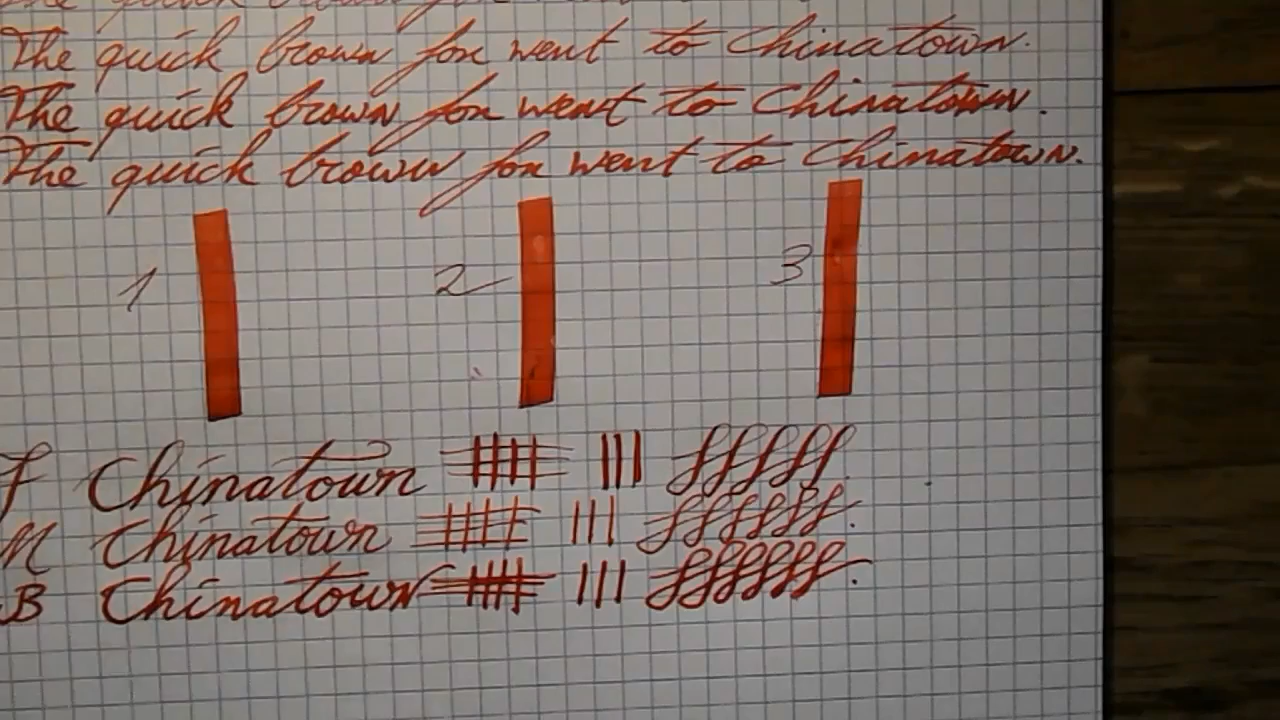 The quick brown fox went to Chinatown.
The quick brown fox went to Chinatown.
The quick brown fox went to Chinatown.
1 2 3
F Chinatown
M Chinatown
B Chinatown